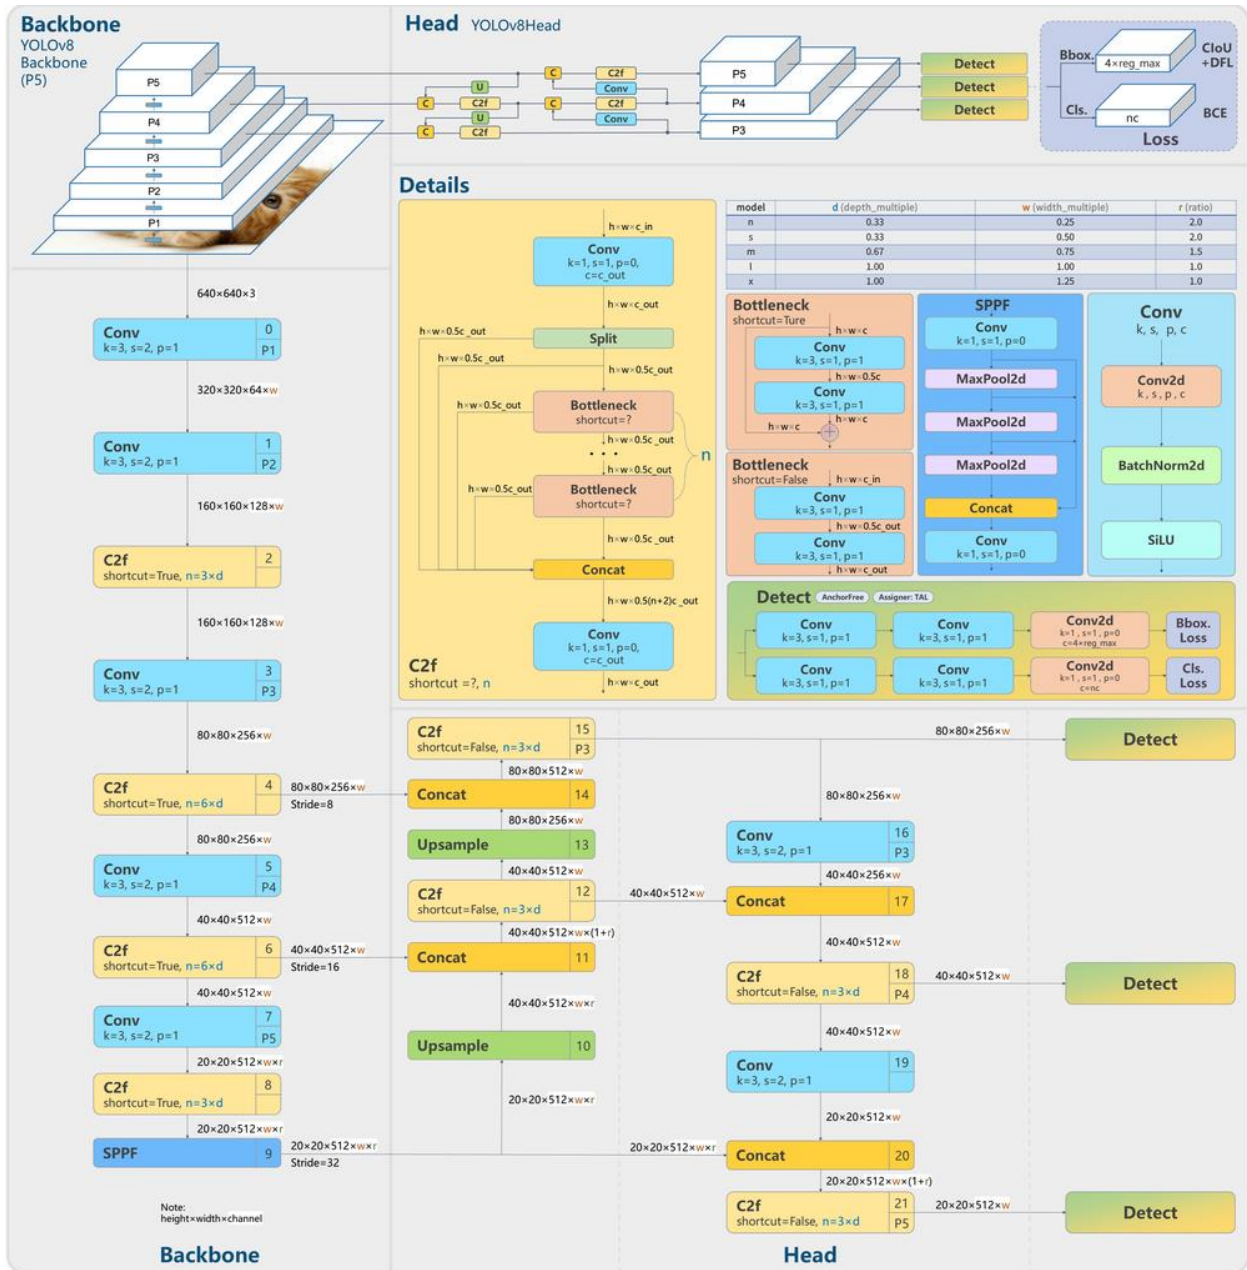 Backbone
YOLOv8
Backbone
(P5)
P5
P4
P3
P2
P1
Head YOLOv8Head
U
C
C2f
U
C
C2f
C
C2f
Conv
C
C2f
Conv
P5
P4
P3
Detect
Detect
Detect
Bbox.
4×reg_max
CIoU
+DFL
Cls.
nc
BCE
Loss
640×640×3
Conv
k=3, s=2, p=1
0
P1
320×320×64×w
Conv
k=3, s=2, p=1
1
P2
160×160×128×w
C2f
shortcut=True, n=3×d
2
160×160×128×w
Conv
k=3, s=2, p=1
3
P3
80×80×256×w
C2f
shortcut=True, n=6×d
4
80×80×256×w
Stride=8
80×80×256×w
Conv
k=3, s=2, p=1
5
P4
40×40×512×w
C2f
shortcut=True, n=6×d
6
40×40×512×w
Stride=16
40×40×512×w
Conv
k=3, s=2, p=1
7
P5
20×20×512×w×r
C2f
shortcut=True, n=3×d
8
20×20×512×w×r
SPPF
9
20×20×512×w×r
Stride=32
Note:
height×width×channel
Backbone
Details
h×w×c_in
Conv
k=1, s=1, p=0,
c=c_out
h×w×c_out
h×w×0.5c_out
Split
h×w×0.5c_out
h×w×0.5c_out
h×w×0.5c_out
Bottleneck
shortcut=?
h×w×0.5c_out
· · ·
n
h×w×0.5c_out
h×w×0.5c_out
Bottleneck
shortcut=?
h×w×0.5c_out
Concat
h×w×0.5(n+2)c_out
Conv
k=1, s=1, p=0,
c=c_out
h×w×c_out
C2f
shortcut =?, n
model d (depth_multiple) w (width_multiple) r (ratio)
n 0.33 0.25 2.0
s 0.33 0.50 2.0
m 0.67 0.75 1.5
l 1.00 1.00 1.0
x 1.00 1.25 1.0
Bottleneck
shortcut=Ture
h×w×c
Conv
k=3, s=1, p=1
h×w×0.5c
Conv
k=3, s=1, p=1
h×w×c
h×w×c
Bottleneck
shortcut=False
h×w×c_in
Conv
k=3, s=1, p=1
h×w×0.5c_out
Conv
k=3, s=1, p=1
h×w×c_out
SPPF
Conv
k=1, s=1, p=0
MaxPool2d
MaxPool2d
MaxPool2d
Concat
Conv
k=1, s=1, p=0
Conv
k, s, p, c
Conv2d
k, s, p, c
BatchNorm2d
SiLU
Detect AnchorFree Assigner: TAL
Conv
k=3, s=1, p=1
Conv
k=3, s=1, p=1
Conv2d
k=1, s=1, p=0
c=4×reg_max
Bbox.
Loss
Conv
k=3, s=1, p=1
Conv
k=3, s=1, p=1
Conv2d
k=1, s=1, p=0
c=nc
Cls.
Loss
C2f
shortcut=False, n=3×d
15
P3
80×80×256×w
Detect
80×80×512×w
Concat
14
80×80×256×w
Upsample
13
40×40×512×w
C2f
shortcut=False, n=3×d
12
40×40×512×w
40×40×512×w×(1+r)
Concat
11
40×40×512×w×r
Upsample
10
20×20×512×w×r
80×80×256×w
Conv
k=3, s=2, p=1
16
P3
40×40×256×w
Concat
17
40×40×512×w
C2f
shortcut=False, n=3×d
18
P4
40×40×512×w
Detect
40×40×512×w
Conv
k=3, s=2, p=1
19
20×20×512×w
20×20×512×w×r
Concat
20
20×20×512×w×(1+r)
C2f
shortcut=False, n=3×d
21
P5
20×20×512×w
Detect
Head